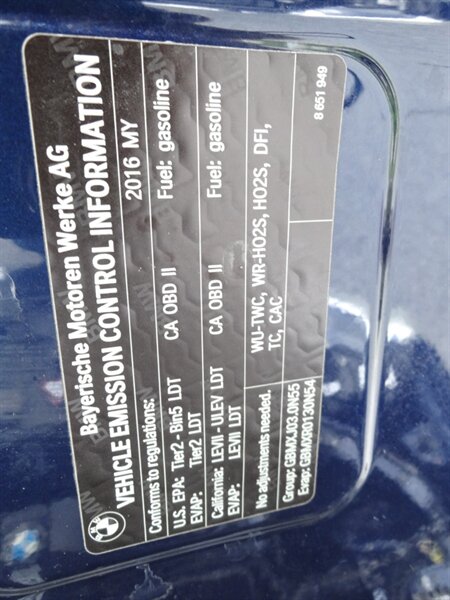 Bayerische Motoren Werke AG
VEHICLE EMISSION CONTROL INFORMATION
2016 MY
Conforms to regulations:
U.S. EPA: Tier2 - Bin5 LDT CA OBD II Fuel: gasoline
EVAP: Tier2 LDT
California: LEVII - ULEV LDT CA OBD II Fuel: gasoline
EVAP: LEVII LDT
No adjustments needed. WU-TWC, WR-HO2S, HO2S, DFI,
TC, CAC
Group: GBMXJ03.0N55
Evap: GBMXR0130N54
8 651 949